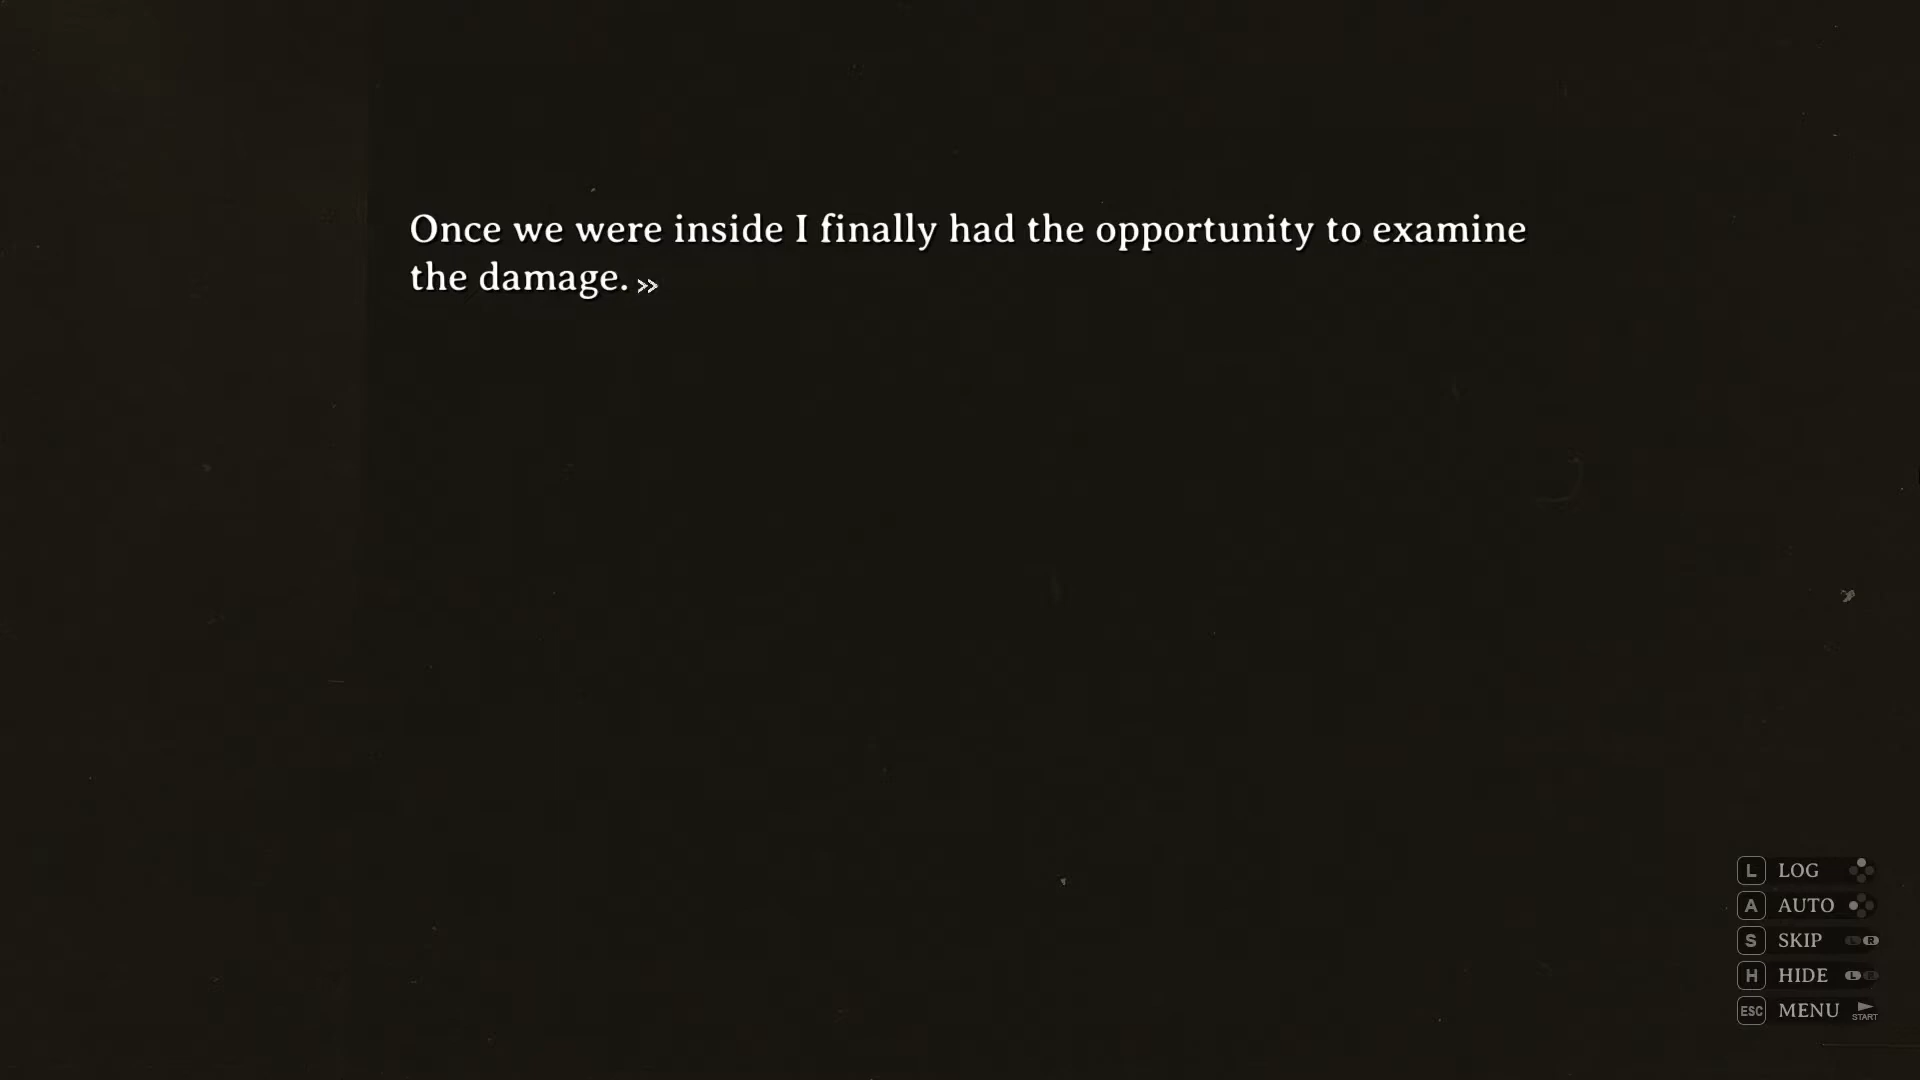 Once we were inside I finally had the opportunity to examine
the damage. »
L LOG
A AUTO
S SKIP L R
H HIDE L R
ESC MENU START